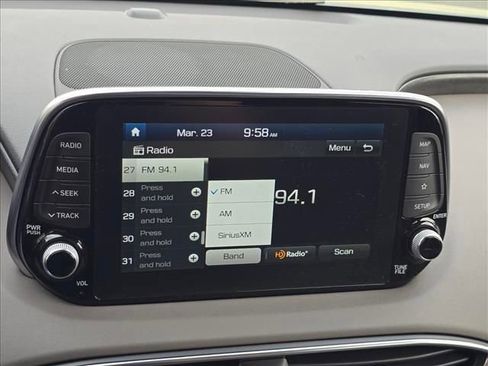 Mar. 23 9:58 AM
Radio Menu
27 FM 94.1
28 Press and hold
29 Press and hold
30 Press and hold
31 Press and hold
FM
AM
SiriusXM
94.1
Band HD Radio Scan
RADIO
MEDIA
SEEK
TRACK
PWR
PUSH
VOL
MAP
NAV
SETUP
ENTER
TUNE
FILE